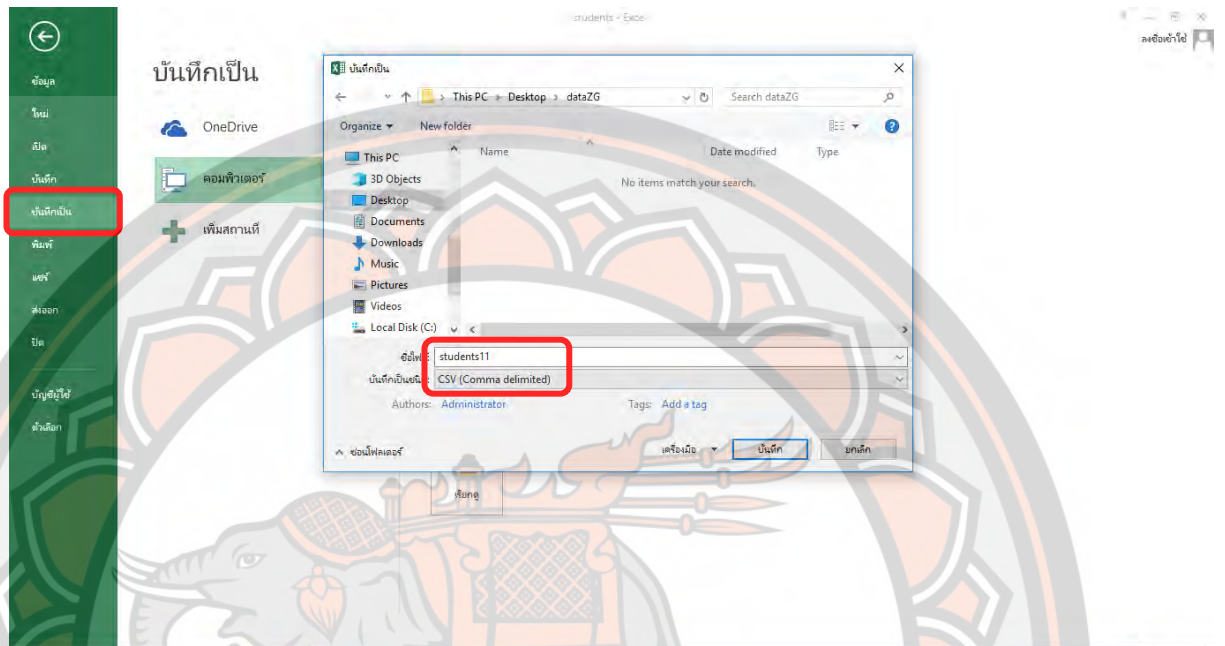 students - Excel
ลงชื่อเข้าใช้
ข้อมูล
ใหม่
เปิด
บันทึก
บันทึกเป็น
พิมพ์
แชร์
ส่งออก
ปิด
บัญชีผู้ใช้
ตัวเลือก
บันทึกเป็น
OneDrive
คอมพิวเตอร์
เพิ่มสถานที่
เรียกดู
บันทึกเป็น
This PC > Desktop > dataZG
Search dataZG
Organize
New folder
This PC
3D Objects
Desktop
Documents
Downloads
Music
Pictures
Videos
Local Disk (C:)
Name
Date modified
Type
No items match your search.
ชื่อไฟล์: students11
บันทึกเป็นชนิด: CSV (Comma delimited)
Authors: Administrator
Tags: Add a tag
ซ่อนโฟลเดอร์
เครื่องมือ
บันทึก
ยกเลิก